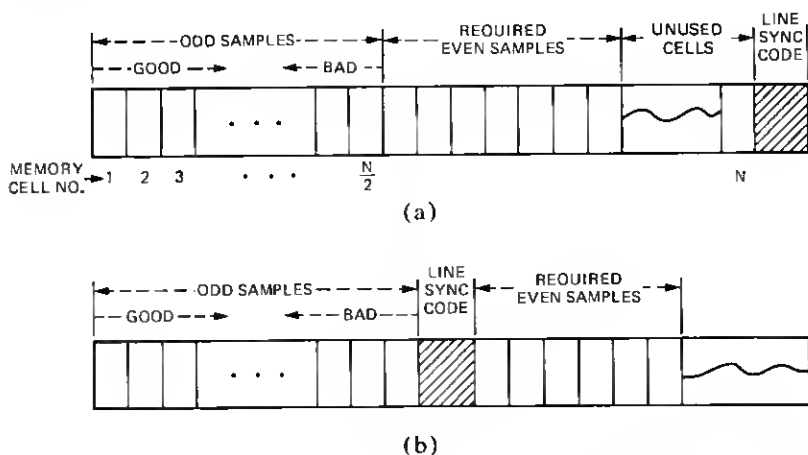 ODD SAMPLES
REQUIRED
EVEN SAMPLES
UNUSED
CELLS
LINE
SYNC
CODE
GOOD
BAD
. . .
MEMORY
CELL NO.
1 2 3 . . . N/2 N
(a)
ODD SAMPLES
LINE
SYNC
CODE
REQUIRED
EVEN SAMPLES
GOOD
BAD
. . .
(b)